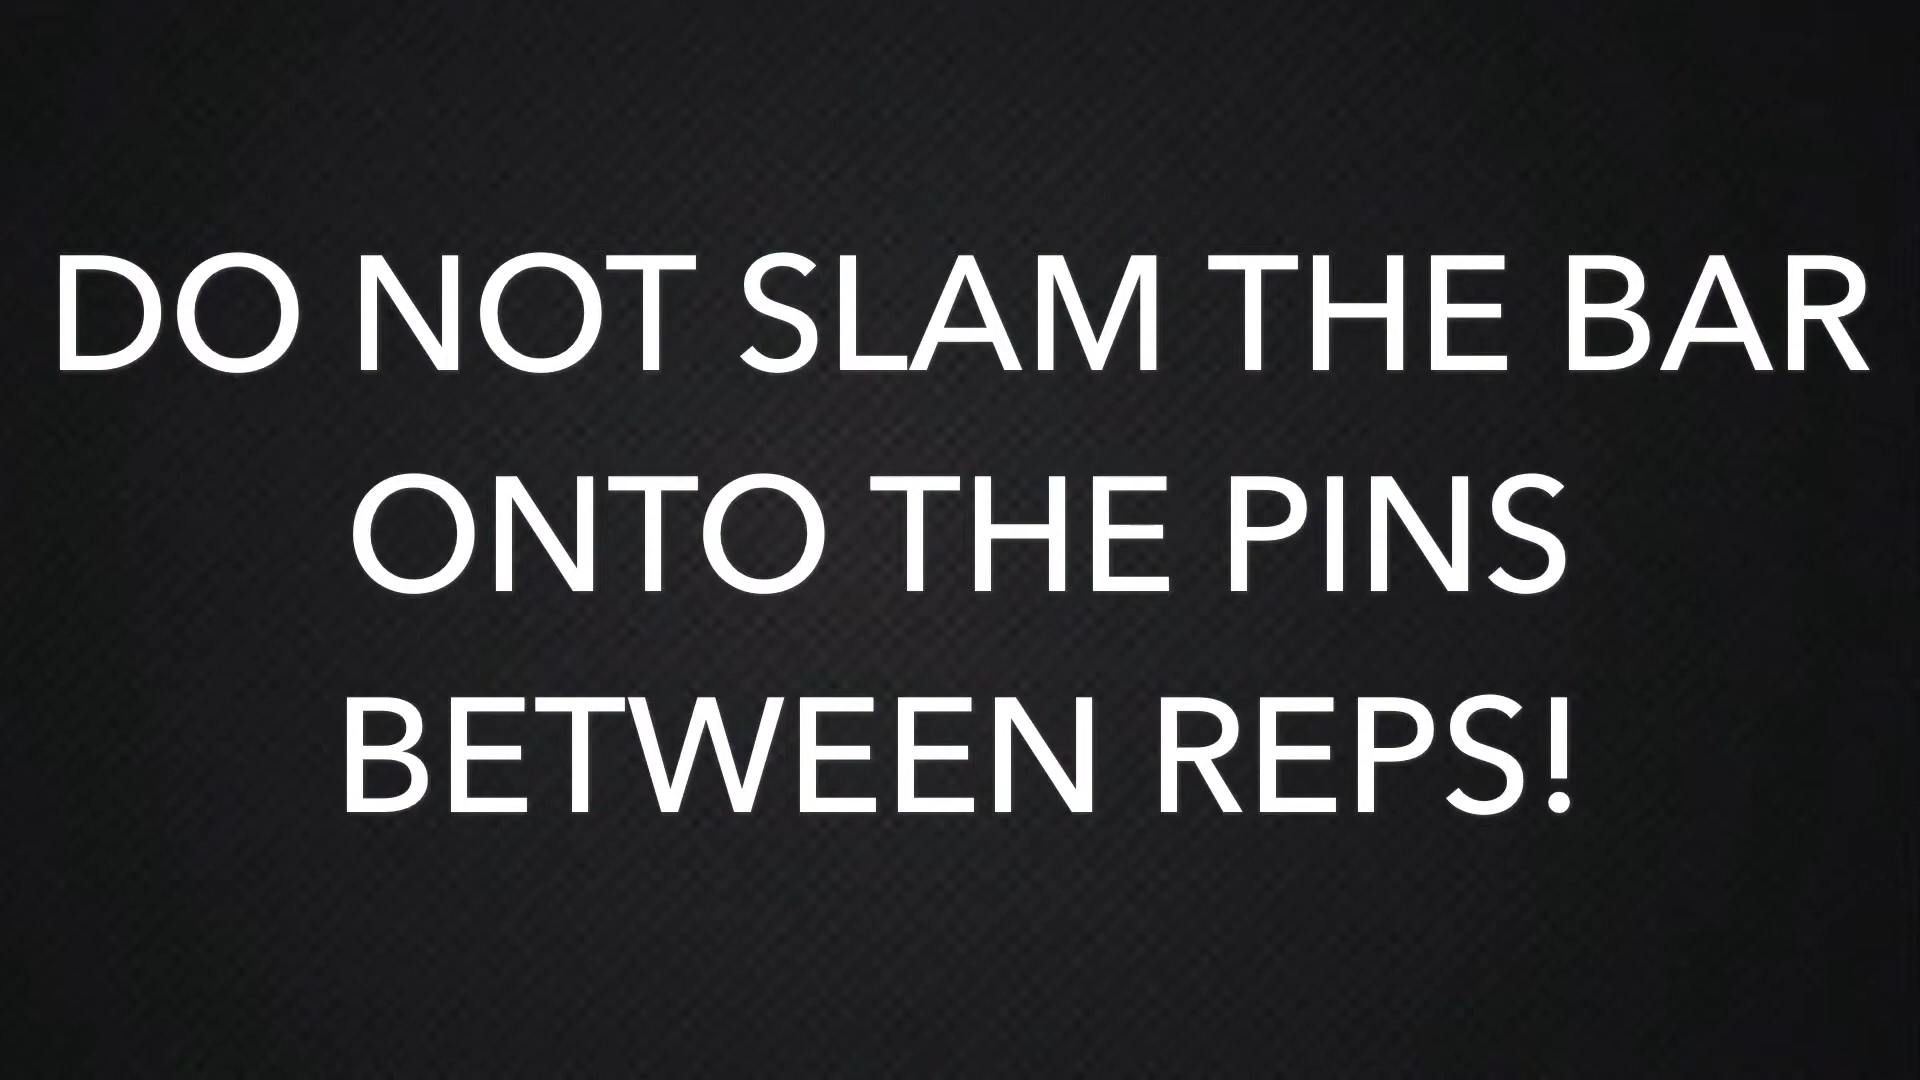 DO NOT SLAM THE BAR
ONTO THE PINS
BETWEEN REPS!